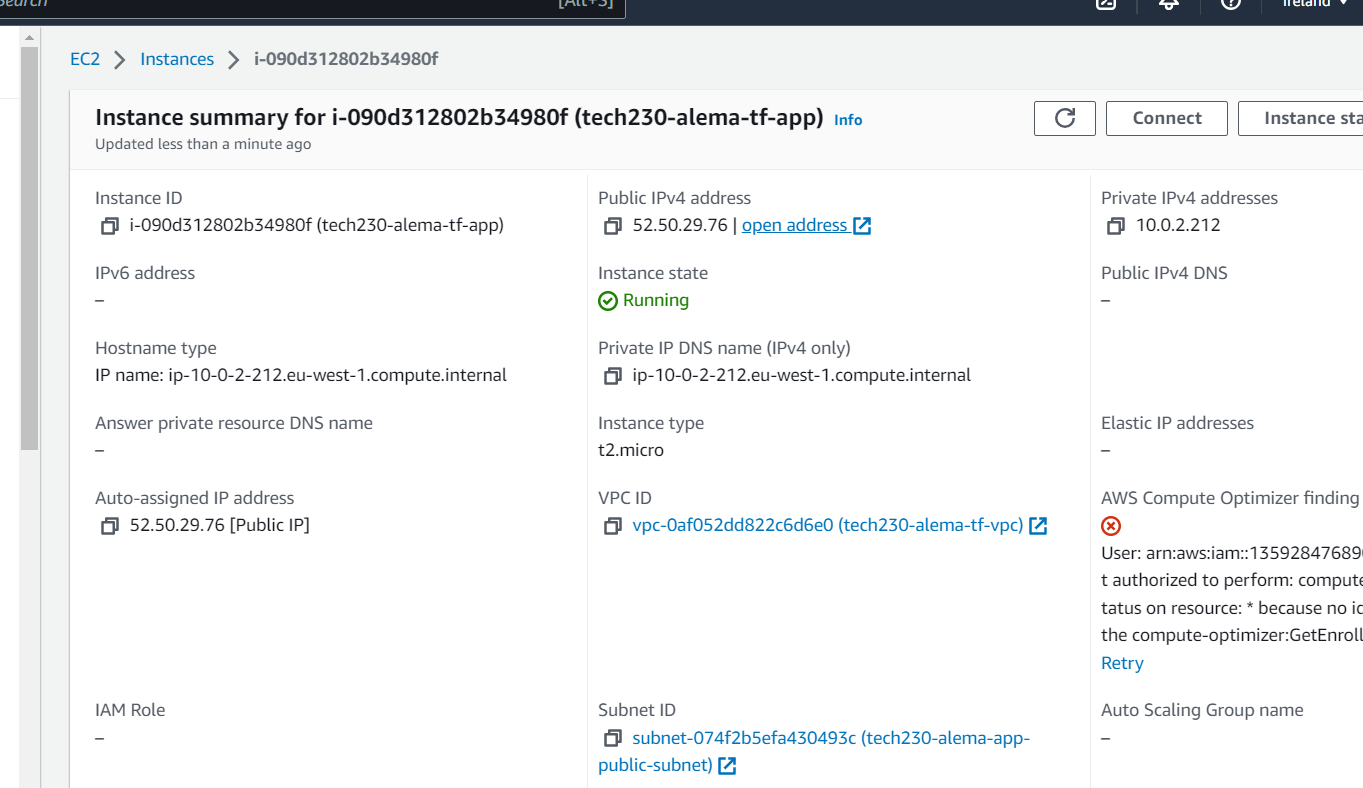 Search [Alt+S] Ireland
EC2 Instances i-090d312802b34980f
Instance summary for i-090d312802b34980f (tech230-alema-tf-app) Info
Updated less than a minute ago
Connect
Instance sta
Instance ID
i-090d312802b34980f (tech230-alema-tf-app)
Public IPv4 address
52.50.29.76 | open address
Private IPv4 addresses
10.0.2.212
IPv6 address
–
Instance state
Running
Public IPv4 DNS
–
Hostname type
IP name: ip-10-0-2-212.eu-west-1.compute.internal
Private IP DNS name (IPv4 only)
ip-10-0-2-212.eu-west-1.compute.internal
Answer private resource DNS name
–
Instance type
t2.micro
Elastic IP addresses
–
Auto-assigned IP address
52.50.29.76 [Public IP]
VPC ID
vpc-0af052dd822c6d6e0 (tech230-alema-tf-vpc)
AWS Compute Optimizer finding
User: arn:aws:iam::135928476890
t authorized to perform: compute
tatus on resource: * because no id
the compute-optimizer:GetEnroll
Retry
IAM Role
–
Subnet ID
subnet-074f2b5efa430493c (tech230-alema-app-
public-subnet)
Auto Scaling Group name
–